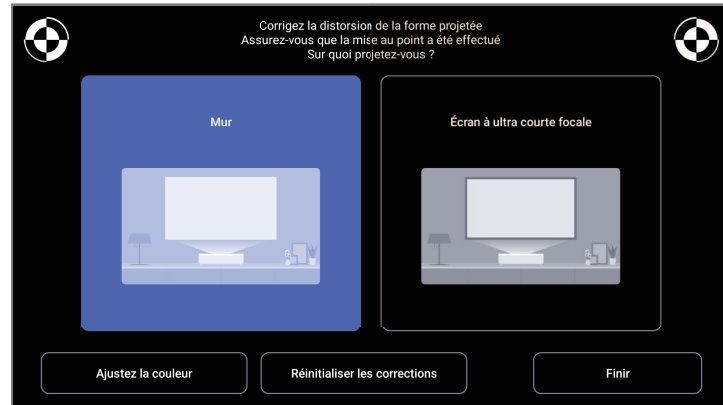 Corrigez la distorsion de la forme projetée
Assurez-vous que la mise au point a été effectué
Sur quoi projetez-vous ?
Mur
Écran à ultra courte focale
Ajustez la couleur
Réinitialiser les corrections
Finir